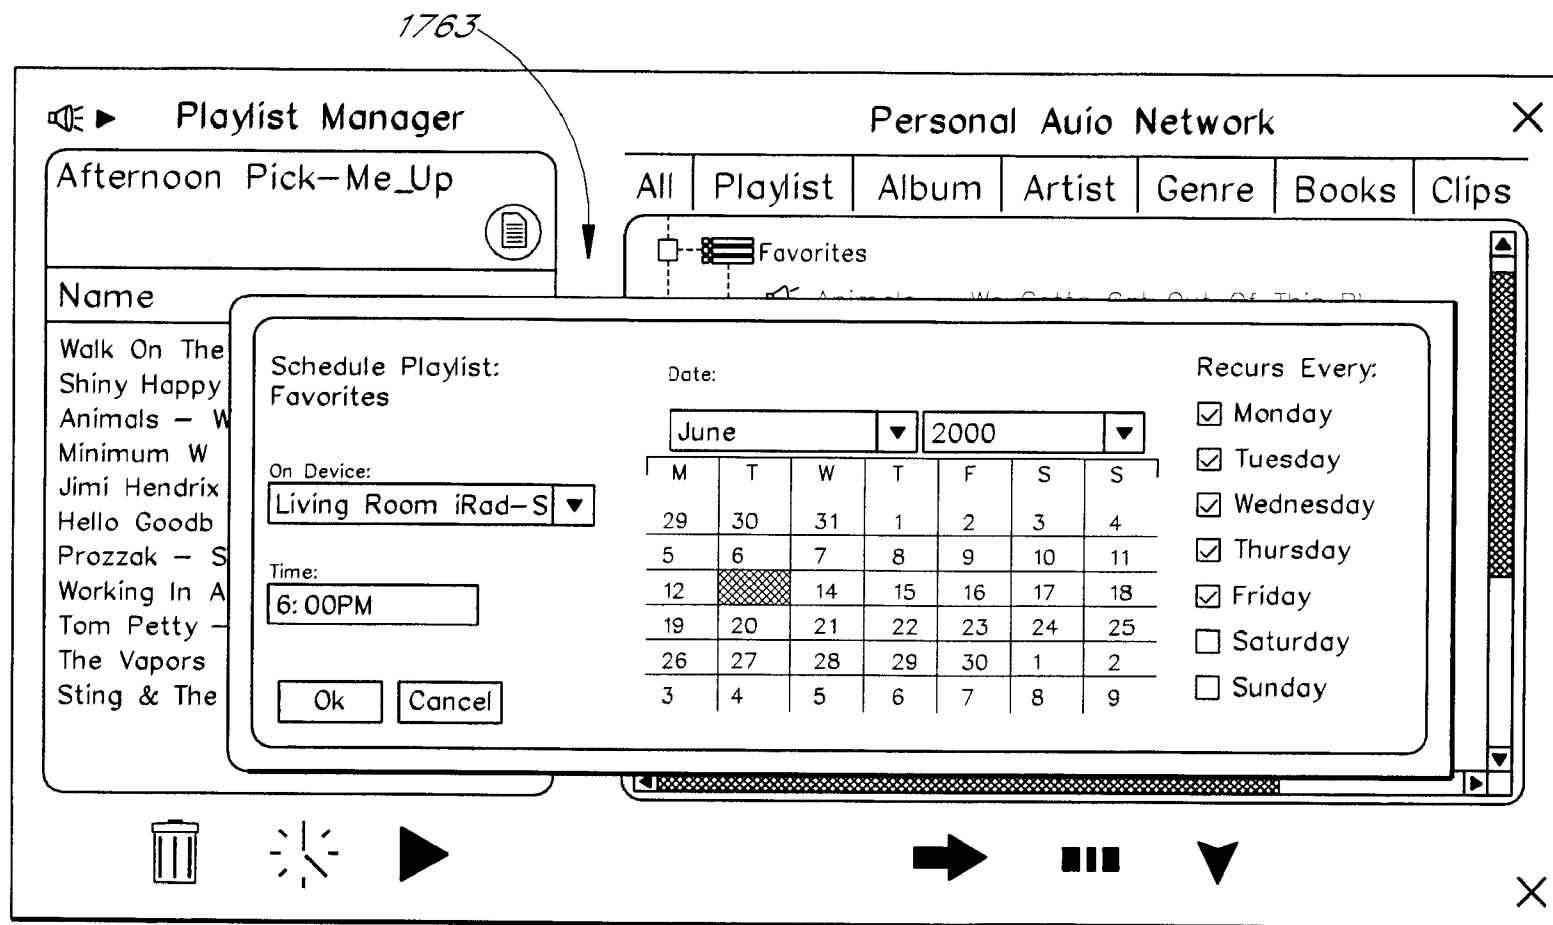 1763
Playlist Manager
Personal Auio Network
Afternoon Pick-Me_Up
All Playlist Album Artist Genre Books Clips
Favorites
Name
Walk On The
Shiny Happy
Animals - W
Minimum W
Jimi Hendrix
Hello Goodb
Prozzak - S
Working In A
Tom Petty -
The Vapors
Sting & The
Schedule Playlist:
Favorites
On Device:
Living Room iRad-S
Time:
6:00PM
Ok Cancel
Date:
June 2000
M T W T F S S
29 30 31 1 2 3 4
5 6 7 8 9 10 11
12 14 15 16 17 18
19 20 21 22 23 24 25
26 27 28 29 30 1 2
3 4 5 6 7 8 9
Recurs Every:
Monday
Tuesday
Wednesday
Thursday
Friday
Saturday
Sunday